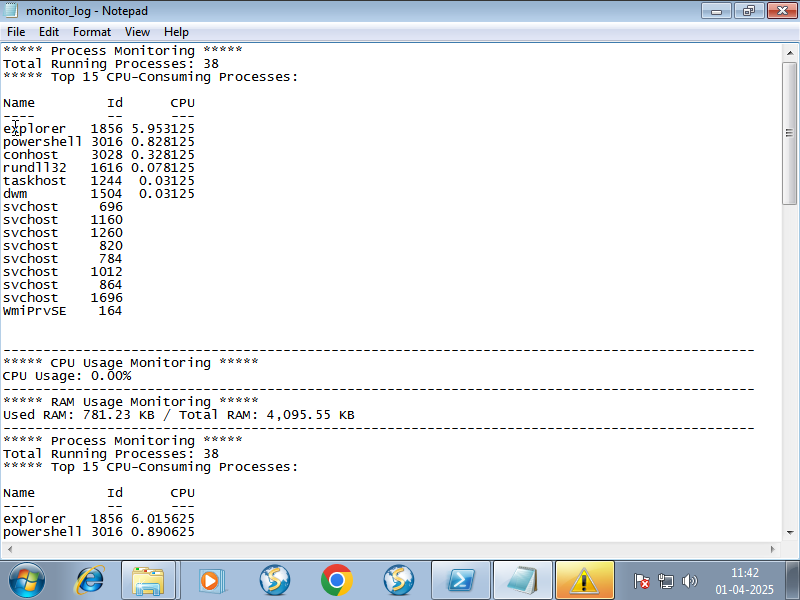 monitor_log - Notepad
File Edit Format View Help
***** Process Monitoring *****
Total Running Processes: 38
***** Top 15 CPU-Consuming Processes:
Name Id CPU
---- -- ---
explorer 1856 5.953125
powershell 3016 0.828125
conhost 3028 0.328125
rundll32 1616 0.078125
taskhost 1244 0.03125
dwm 1504 0.03125
svchost 696
svchost 1160
svchost 1260
svchost 820
svchost 784
svchost 1012
svchost 864
svchost 1696
WmiPrvSE 164
----------------------------------------------------------------------------------------------
***** CPU Usage Monitoring *****
CPU Usage: 0.00%
----------------------------------------------------------------------------------------------
***** RAM Usage Monitoring *****
Used RAM: 781.23 KB / Total RAM: 4,095.55 KB
----------------------------------------------------------------------------------------------
***** Process Monitoring *****
Total Running Processes: 38
***** Top 15 CPU-Consuming Processes:
Name Id CPU
---- -- ---
explorer 1856 6.015625
powershell 3016 0.890625
11:42
01-04-2025